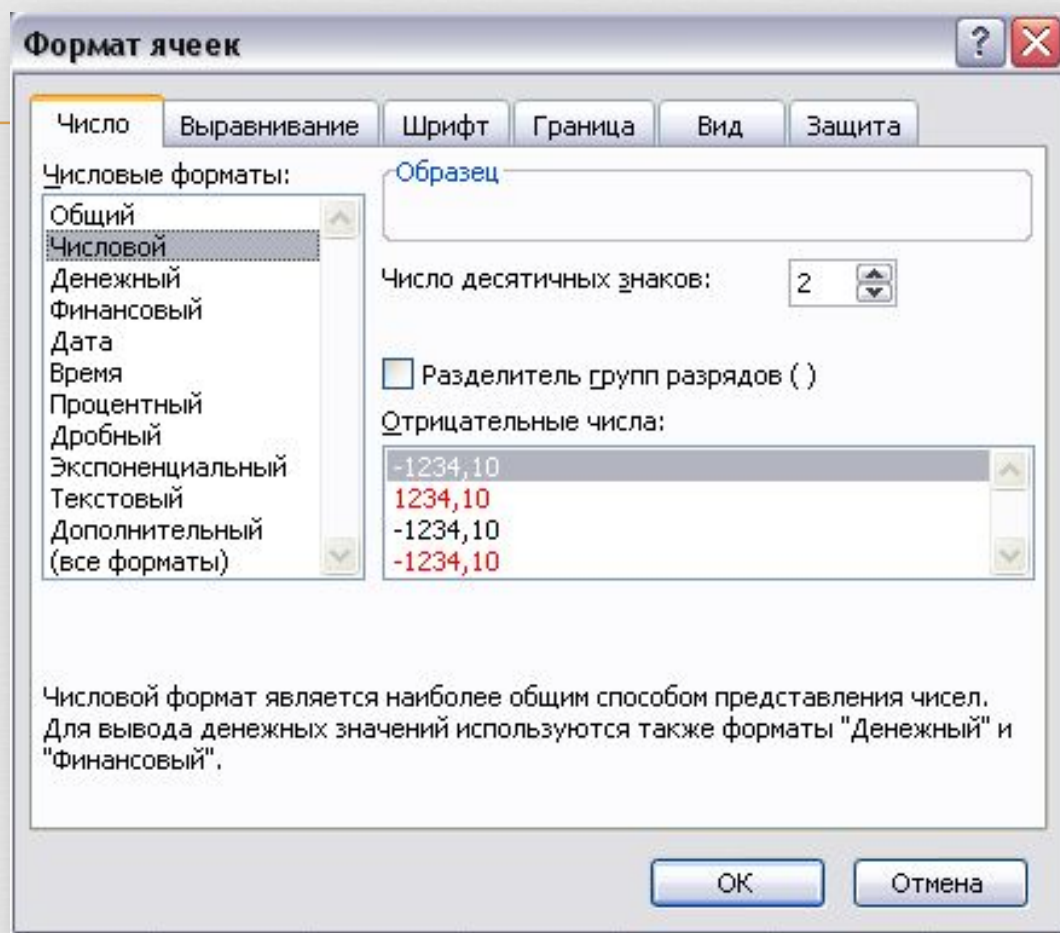 Формат ячеек
?
Число Выравнивание Шрифт Граница Вид Защита
Числовые форматы:
Общий
Числовой
Денежный
Финансовый
Дата
Время
Процентный
Дробный
Экспоненциальный
Текстовый
Дополнительный
(все форматы)
Образец
Число десятичных знаков: 2
Разделитель групп разрядов ( )
Отрицательные числа:
-1234,10
1234,10
-1234,10
-1234,10
Числовой формат является наиболее общим способом представления чисел.
Для вывода денежных значений используются также форматы "Денежный" и
"Финансовый".
ОК Отмена